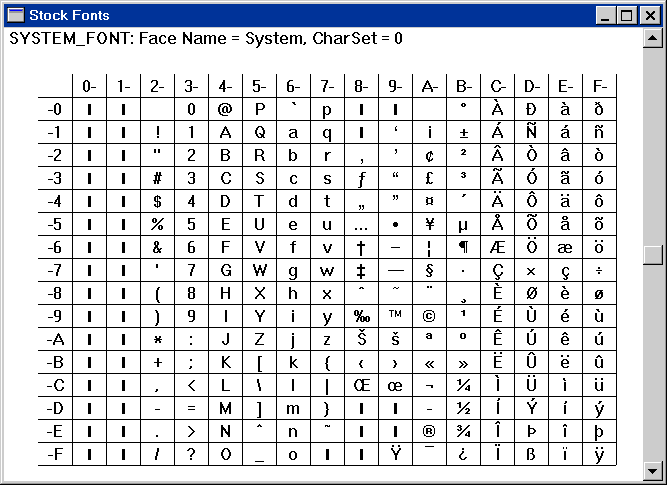 Stock Fonts
SYSTEM_FONT: Face Name = System, CharSet = 0
0- 1- 2- 3- 4- 5- 6- 7- 8- 9- A- B- C- D- E- F-
-0 ❙ ❙ 0 @ P ` p ❙ ❙ ° À Ð à ð
-1 ❙ ❙ ! 1 A Q a q ❙ ‘ ¡ ± Á Ñ á ñ
-2 ❙ ❙ " 2 B R b r ‚ ’ ¢ ² Â Ò â ò
-3 ❙ ❙ # 3 C S c s ƒ “ £ ³ Ã Ó ã ó
-4 ❙ ❙ $ 4 D T d t „ ” ¤ ´ Ä Ô ä ô
-5 ❙ ❙ % 5 E U e u … • ¥ µ Å Õ å õ
-6 ❙ ❙ & 6 F V f v † – ¦ ¶ Æ Ö æ ö
-7 ❙ ❙ ' 7 G W g w ‡ — § · Ç × ç ÷
-8 ❙ ❙ ( 8 H X h x ˆ ˜ ¨ ¸ È Ø è ø
-9 ❙ ❙ ) 9 I Y i y ‰ ™ © ¹ É Ù é ù
-A ❙ ❙ * : J Z j z Š š ª º Ê Ú ê ú
-B ❙ ❙ + ; K [ k { ‹ › « » Ë Û ë û
-C ❙ ❙ , < L \ l | Œ œ ¬ ¼ Ì Ü ì ü
-D ❙ ❙ - = M ] m } ❙ ❙ - ½ Í Ý í ý
-E ❙ ❙ . > N ^ n ~ ❙ ❙ ® ¾ Î Þ î þ
-F ❙ ❙ / ? O _ o ❙ ❙ Ÿ ¯ ¿ Ï ß ï ÿ